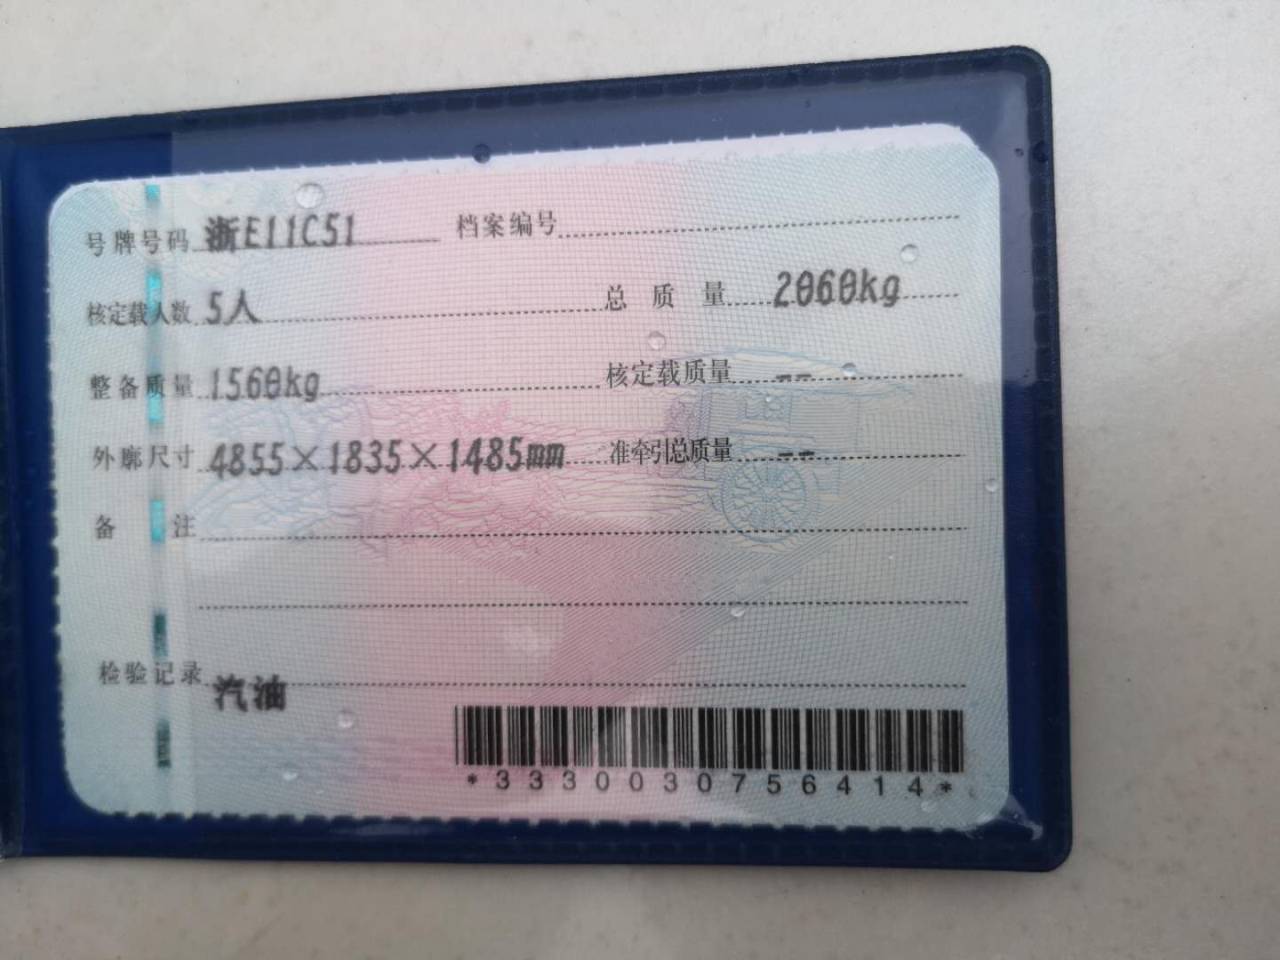 号牌号码 浙E11C51 档案编号
核定载人数 5人 总质量 2060kg
整备质量 1560kg 核定载质量 --
外廓尺寸 4855×1835×1485mm 准牵引总质量 --
备注
检验记录 汽油
*3330030756414*